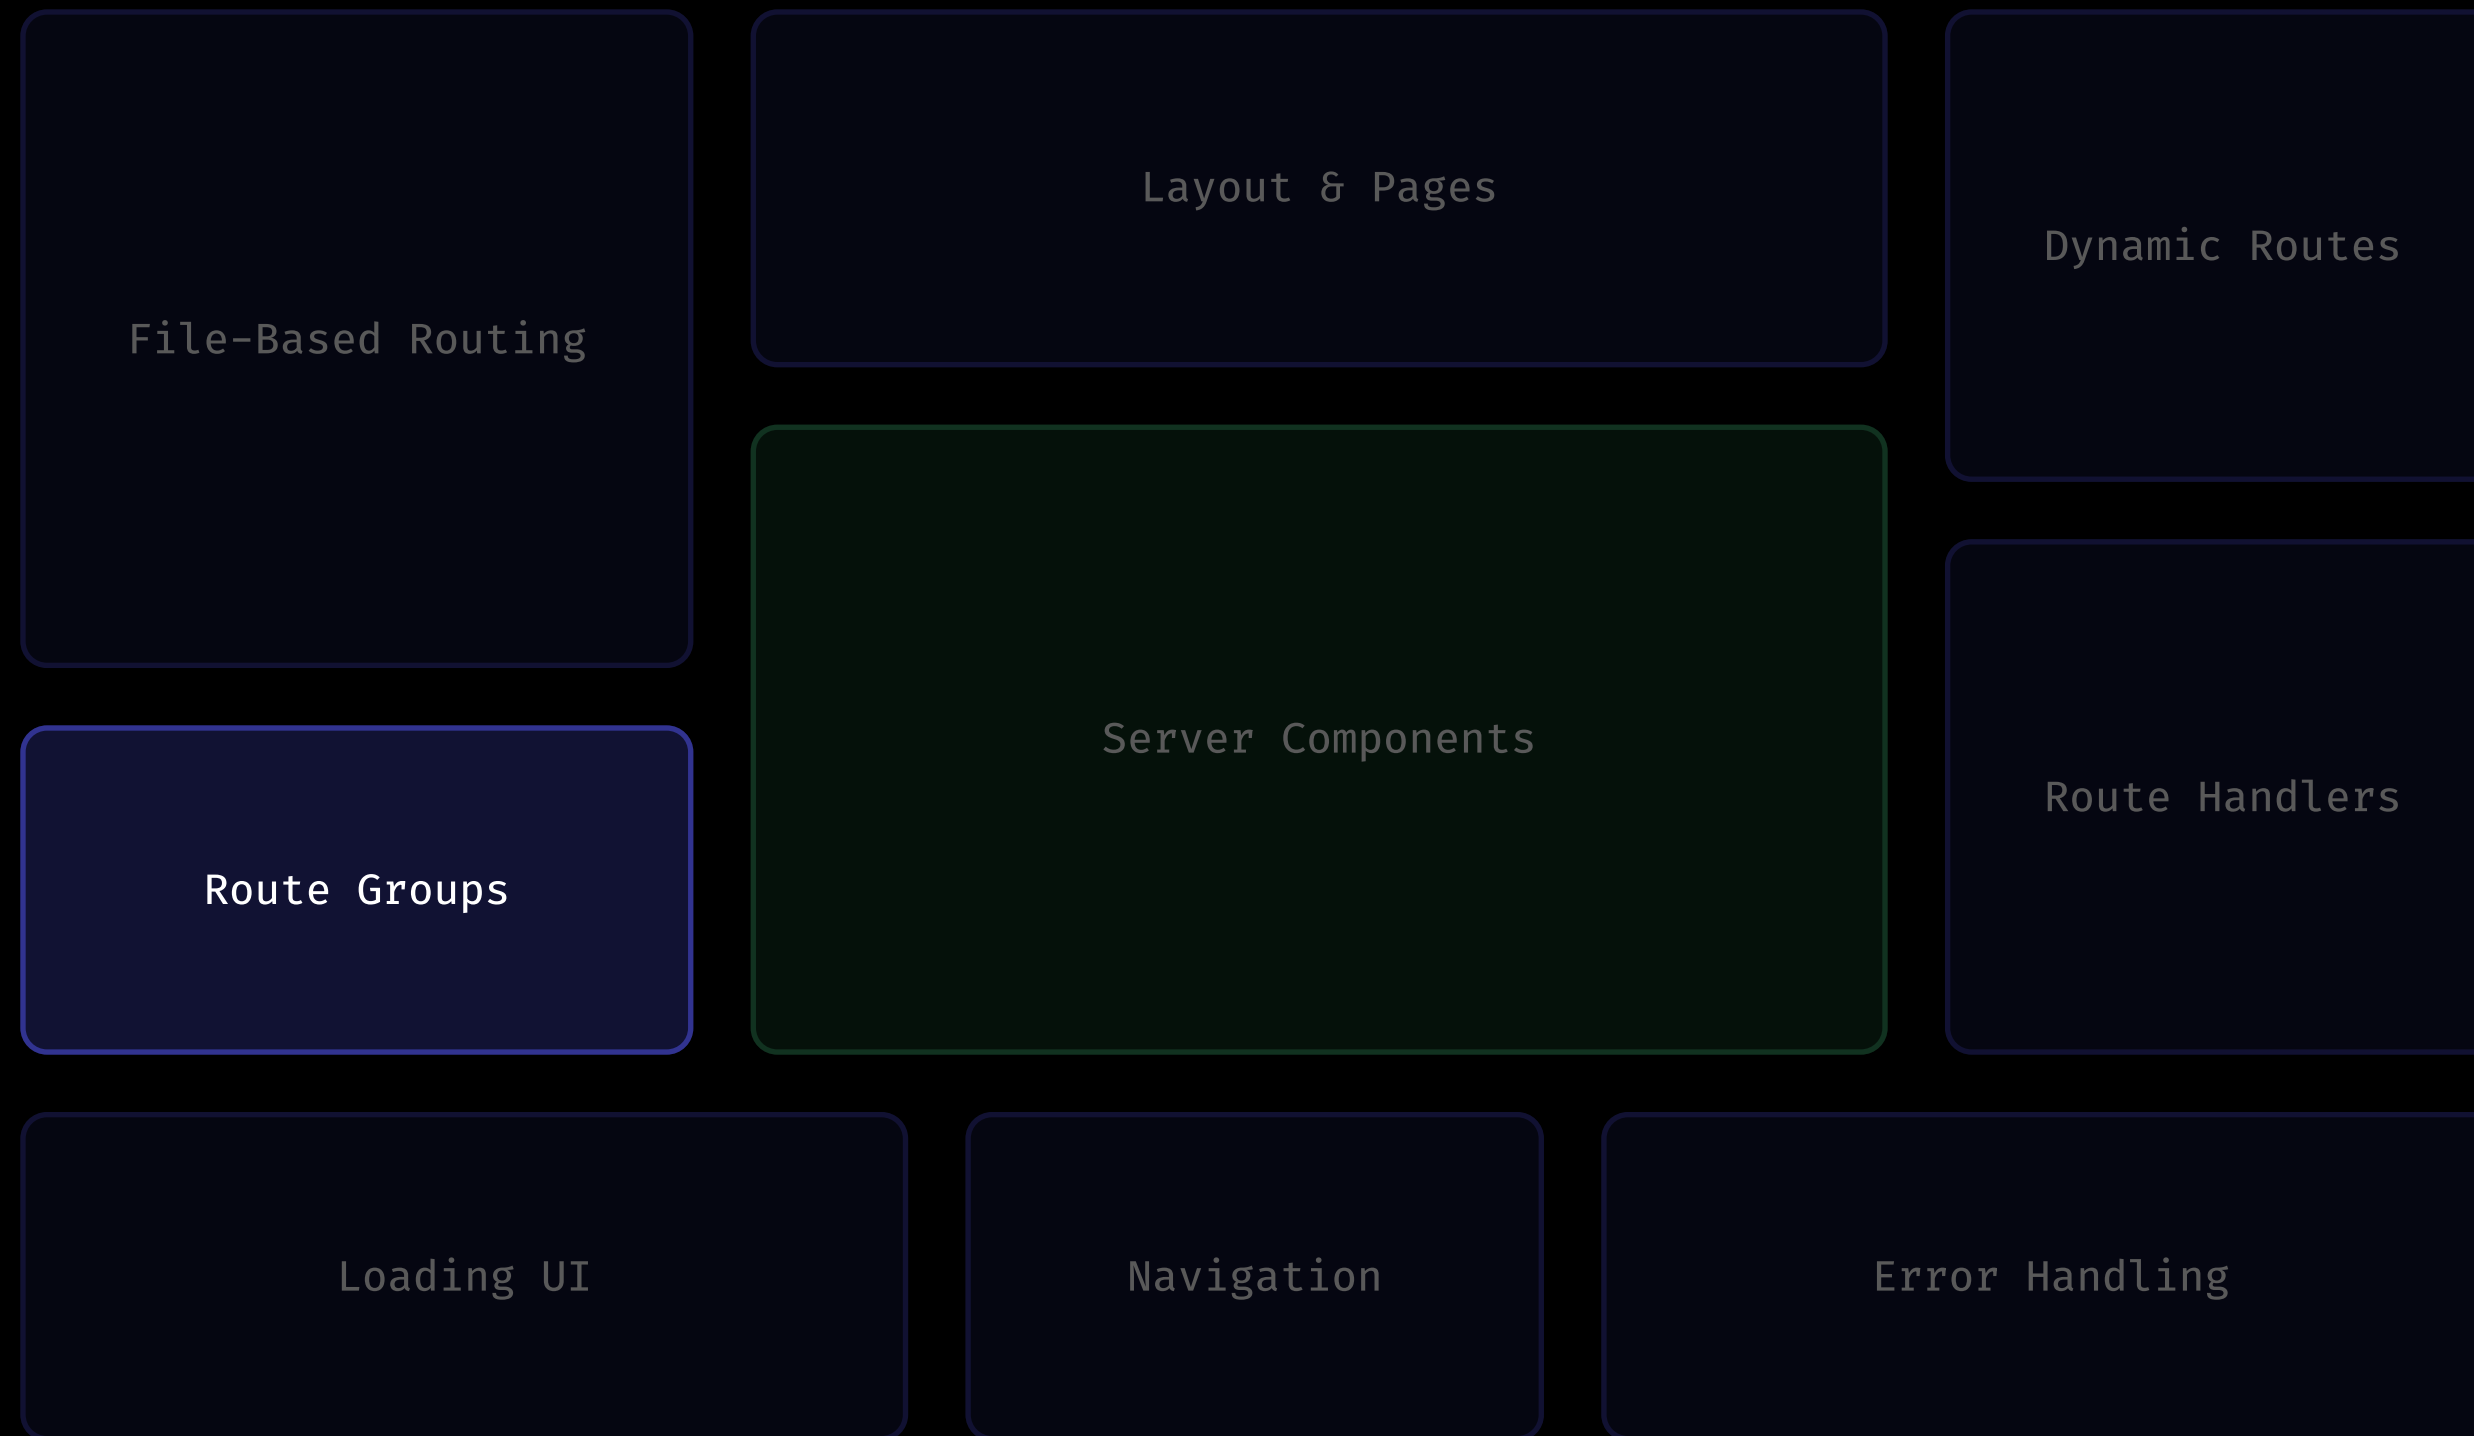 File-Based Routing
Layout & Pages
Dynamic Routes
Route Groups
Server Components
Route Handlers
Loading UI
Navigation
Error Handling